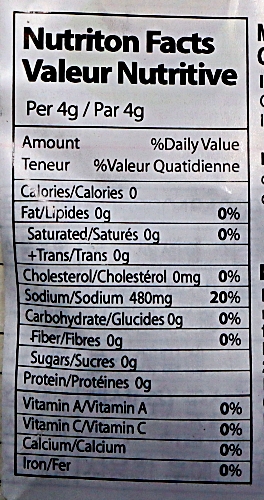 Nutriton Facts
Valeur Nutritive
Per 4g / Par 4g
Amount %Daily Value
Teneur %Valeur Quotidienne
Calories/Calories 0
Fat/Lipides 0g 0%
Saturated/Saturés 0g 0%
+Trans/Trans 0g
Cholesterol/Cholestérol 0mg 0%
Sodium/Sodium 480mg 20%
Carbohydrate/Glucides 0g 0%
Fiber/Fibres 0g 0%
Sugars/Sucres 0g
Protein/Protéines 0g
Vitamin A/Vitamin A 0%
Vitamin C/Vitamin C 0%
Calcium/Calcium 0%
Iron/Fer 0%